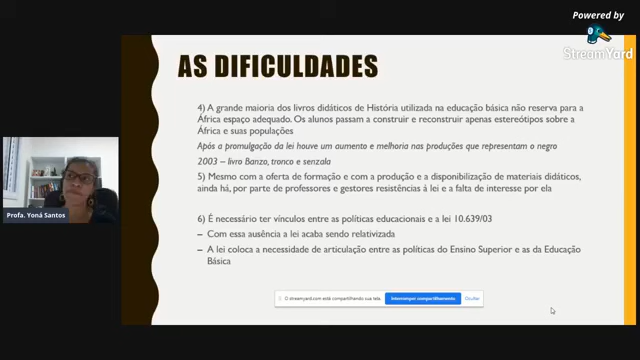 Powered by
StreamYard
AS DIFICULDADES
4) A grande maioria dos livros didáticos de História utilizada na educação básica não reserva para a
África espaço adequado. Os alunos passam a construir e reconstruir apenas estereótipos sobre a
África e suas populações
Após a promulgação da lei houve um aumento e melhoria nas produções que representam o negro
2003 – livro Banzo, tronco e senzala
5) Mesmo com a oferta de formação e com a produção e a disponibilização de materiais didáticos,
ainda há, por parte de professores e gestores resistências á lei e a falta de interesse por ela
6) É necessário ter vínculos entre as políticas educacionais e a lei 10.639/03
– Com essa ausência a lei acaba sendo relativizada
– A lei coloca a necessidade de articulação entre as políticas do Ensino Superior e as da Educação
Básica
Profa. Yoná Santos
O streamyard.com está compartilhando sua tela.
Interromper compartilhamento
Ocultar